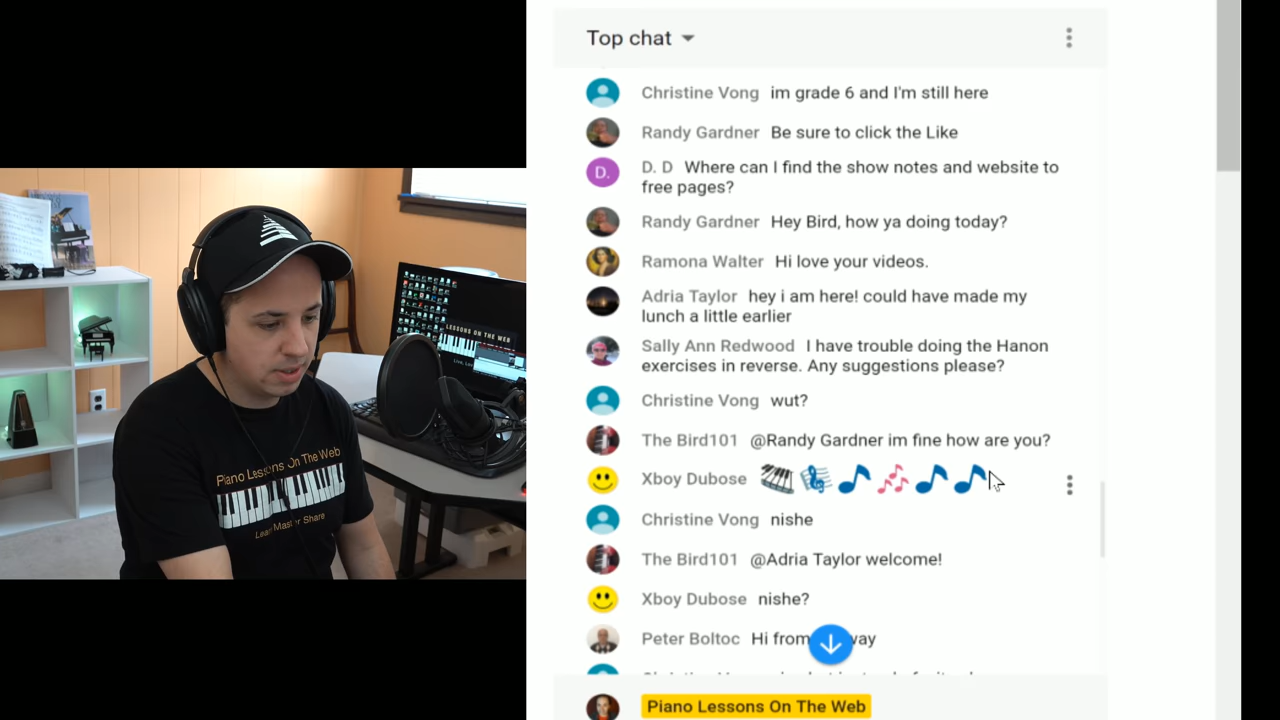 Top chat
Christine Vong im grade 6 and I'm still here
Randy Gardner Be sure to click the Like
D. D. D Where can I find the show notes and website to
free pages?
Randy Gardner Hey Bird, how ya doing today?
Ramona Walter Hi love your videos.
Adria Taylor hey i am here! could have made my
lunch a little earlier
Sally Ann Redwood I have trouble doing the Hanon
exercises in reverse. Any suggestions please?
Christine Vong wut?
The Bird101 @Randy Gardner im fine how are you?
Xboy Dubose
Christine Vong nishe
The Bird101 @Adria Taylor welcome!
Xboy Dubose nishe?
Peter Boltoc Hi from
Piano Lessons On The Web
LESSONS ON THE WEB
Piano Lessons On The Web
Learn Master Share